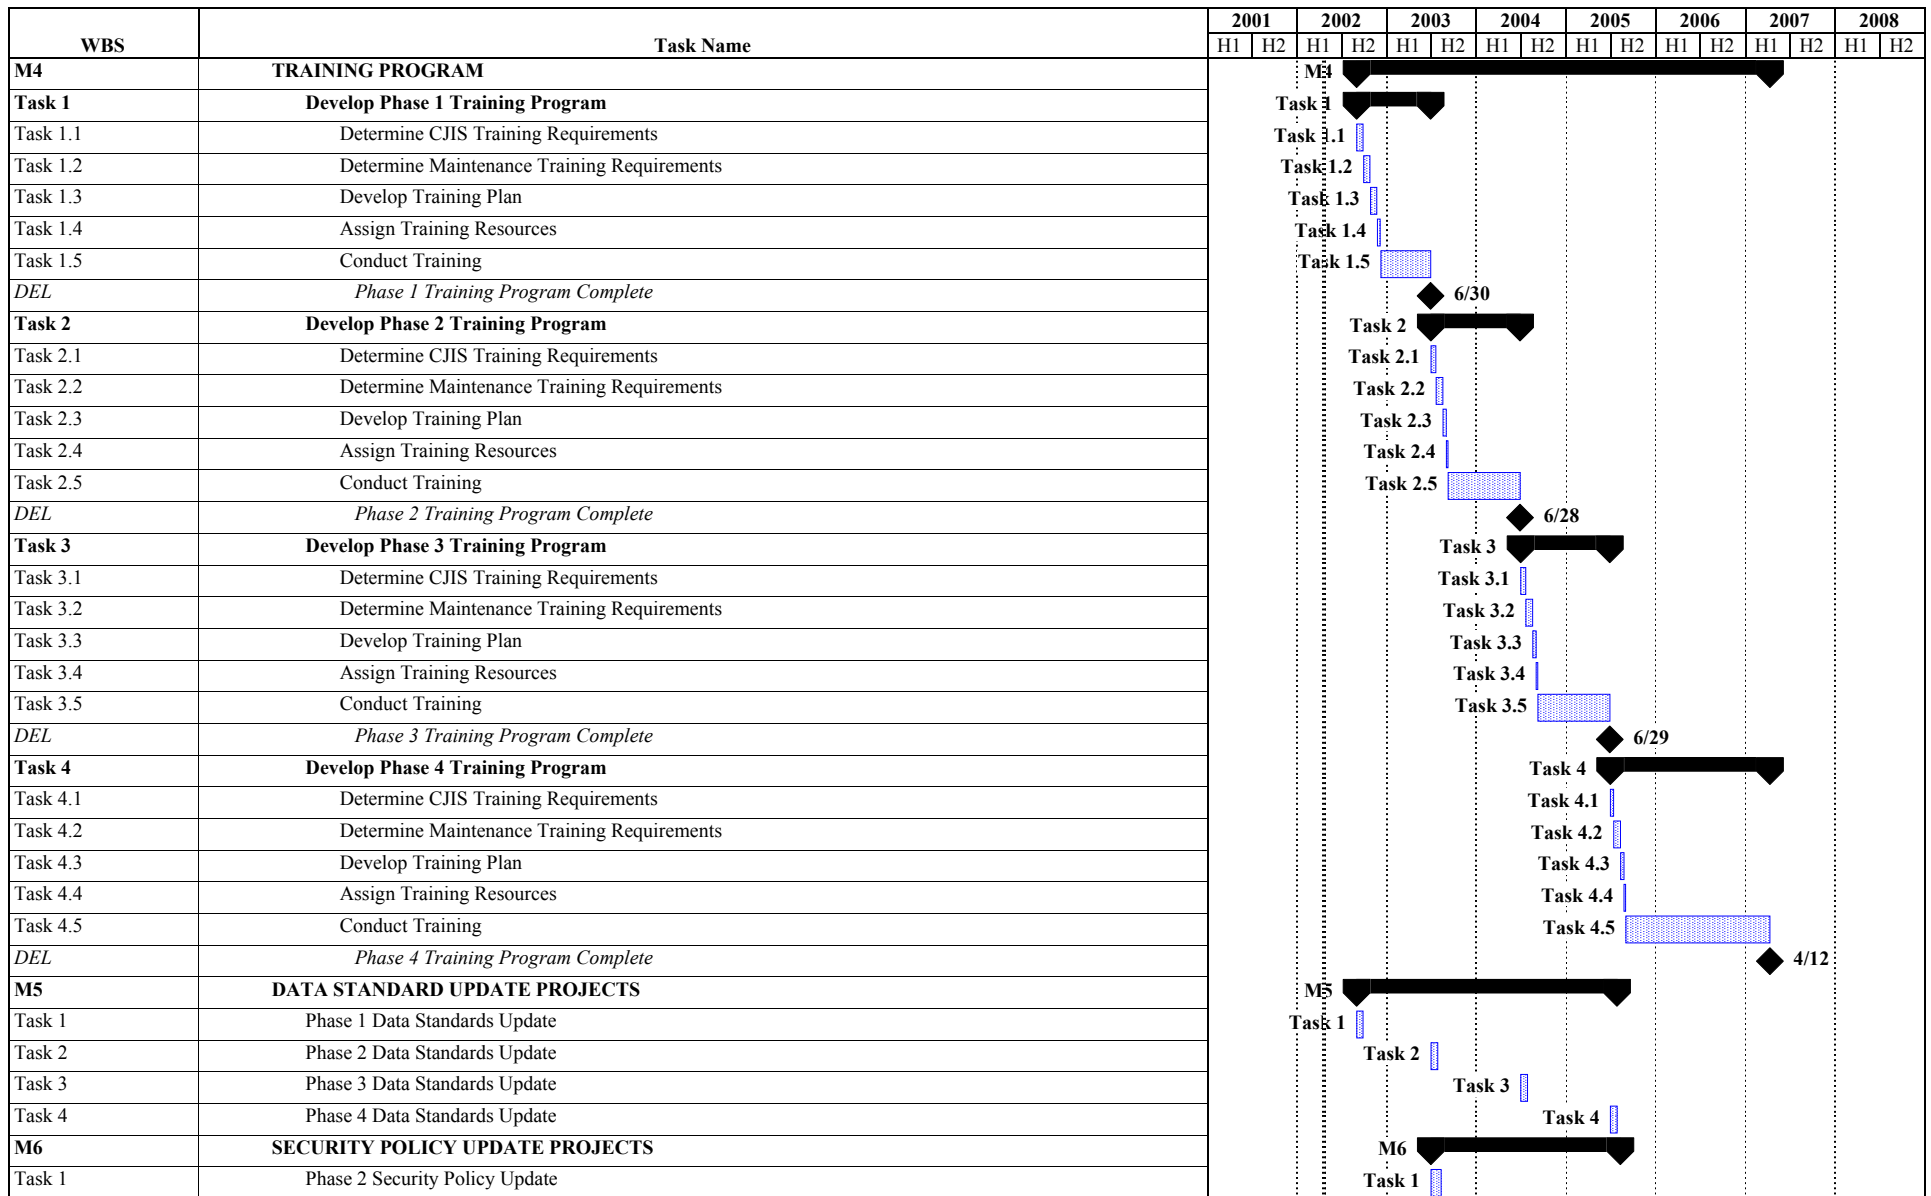 2001 2002 2003 2004 2005 2006 2007 2008
WBS Task Name H1 H2 H1 H2 H1 H2 H1 H2 H1 H2 H1 H2 H1 H2 H1 H2
M4 TRAINING PROGRAM M4
Task 1 Develop Phase 1 Training Program Task 1
Task 1.1 Determine CJIS Training Requirements Task 1.1
Task 1.2 Determine Maintenance Training Requirements Task 1.2
Task 1.3 Develop Training Plan Task 1.3
Task 1.4 Assign Training Resources Task 1.4
Task 1.5 Conduct Training Task 1.5
DEL Phase 1 Training Program Complete 6/30
Task 2 Develop Phase 2 Training Program Task 2
Task 2.1 Determine CJIS Training Requirements Task 2.1
Task 2.2 Determine Maintenance Training Requirements Task 2.2
Task 2.3 Develop Training Plan Task 2.3
Task 2.4 Assign Training Resources Task 2.4
Task 2.5 Conduct Training Task 2.5
DEL Phase 2 Training Program Complete 6/28
Task 3 Develop Phase 3 Training Program Task 3
Task 3.1 Determine CJIS Training Requirements Task 3.1
Task 3.2 Determine Maintenance Training Requirements Task 3.2
Task 3.3 Develop Training Plan Task 3.3
Task 3.4 Assign Training Resources Task 3.4
Task 3.5 Conduct Training Task 3.5
DEL Phase 3 Training Program Complete 6/29
Task 4 Develop Phase 4 Training Program Task 4
Task 4.1 Determine CJIS Training Requirements Task 4.1
Task 4.2 Determine Maintenance Training Requirements Task 4.2
Task 4.3 Develop Training Plan Task 4.3
Task 4.4 Assign Training Resources Task 4.4
Task 4.5 Conduct Training Task 4.5
DEL Phase 4 Training Program Complete 4/12
M5 DATA STANDARD UPDATE PROJECTS M5
Task 1 Phase 1 Data Standards Update Task 1
Task 2 Phase 2 Data Standards Update Task 2
Task 3 Phase 3 Data Standards Update Task 3
Task 4 Phase 4 Data Standards Update Task 4
M6 SECURITY POLICY UPDATE PROJECTS M6
Task 1 Phase 2 Security Policy Update Task 1